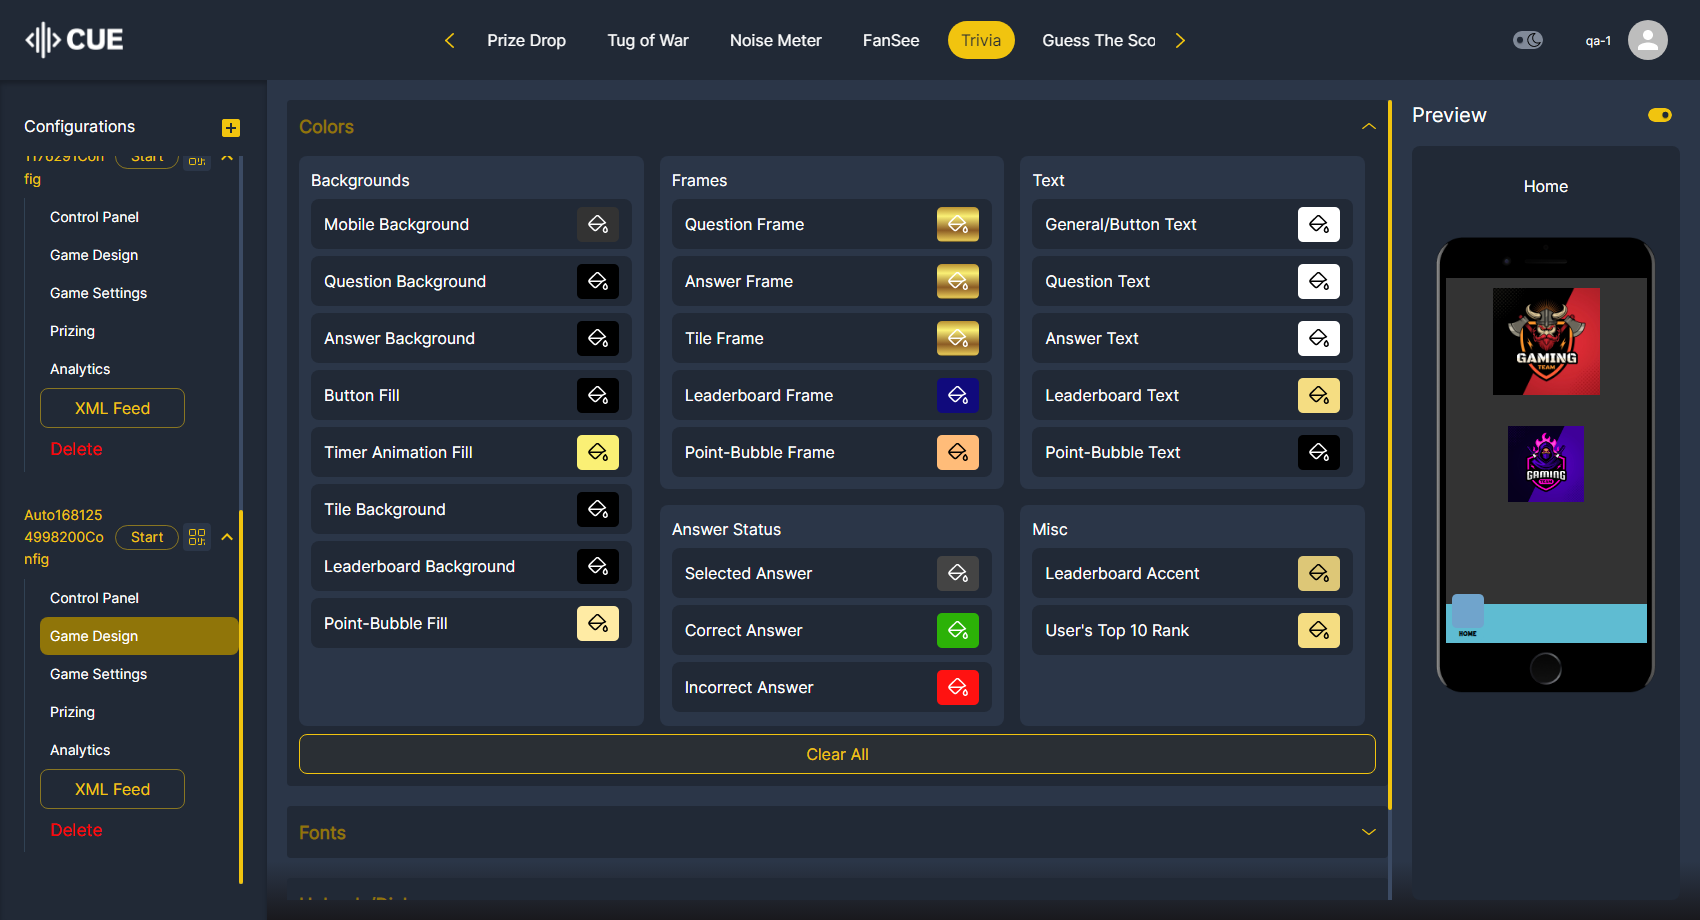 CUE
Prize Drop
Tug of War
Noise Meter
FanSee
Trivia
Guess The Sco
qa-1
Configurations
1176291Con
fig
Start
Control Panel
Game Design
Game Settings
Prizing
Analytics
XML Feed
Delete
Auto168125
4998200Co
nfig
Start
Control Panel
Game Design
Game Settings
Prizing
Analytics
XML Feed
Delete
Colors
Backgrounds
Mobile Background
Question Background
Answer Background
Button Fill
Timer Animation Fill
Tile Background
Leaderboard Background
Point-Bubble Fill
Frames
Question Frame
Answer Frame
Tile Frame
Leaderboard Frame
Point-Bubble Frame
Text
General/Button Text
Question Text
Answer Text
Leaderboard Text
Point-Bubble Text
Answer Status
Selected Answer
Correct Answer
Incorrect Answer
Misc
Leaderboard Accent
User's Top 10 Rank
Clear All
Fonts
Preview
Home
GAMING
TEAM
GAMING
TEAM
HOME